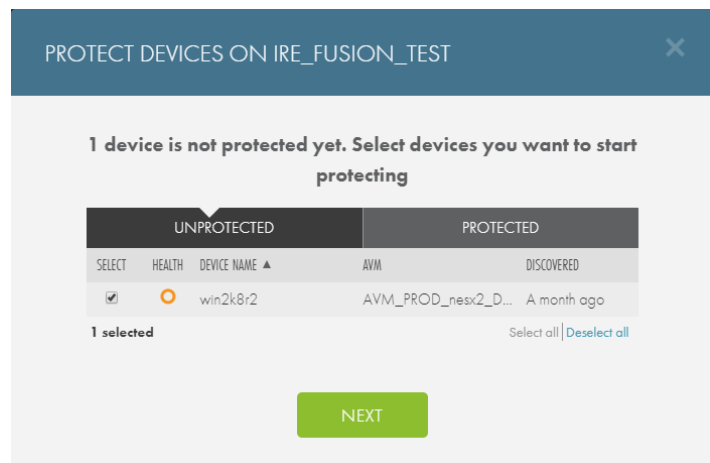 PROTECT DEVICES ON IRE_FUSION_TEST
1 device is not protected yet. Select devices you want to start
protecting
UNPROTECTED PROTECTED
SELECT HEALTH DEVICE NAME ▲ AVM DISCOVERED
win2k8r2 AVM_PROD_nesx2_D... A month ago
1 selected Select all | Deselect all
NEXT